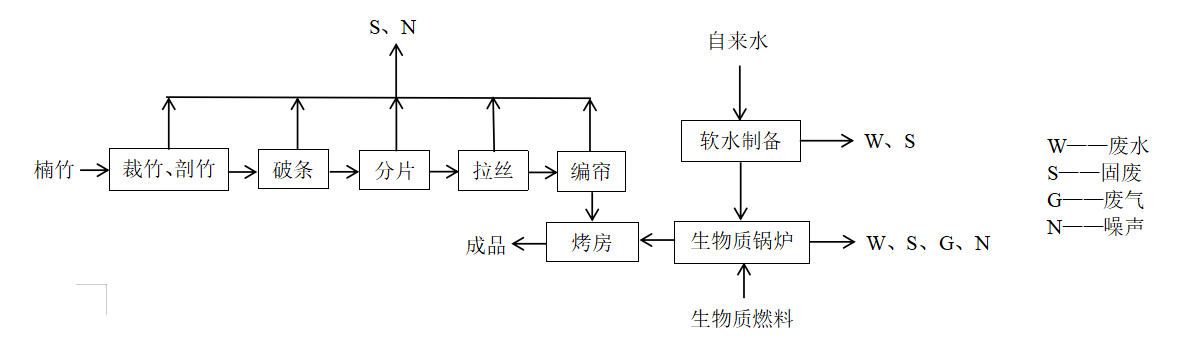 S、N
自来水
软水制备
W、S
W——废水
S——固废
G——废气
N——噪声
楠竹
裁竹、剖竹
破条
分片
拉丝
编帘
成品
烤房
生物质锅炉
W、S、G、N
生物质燃料